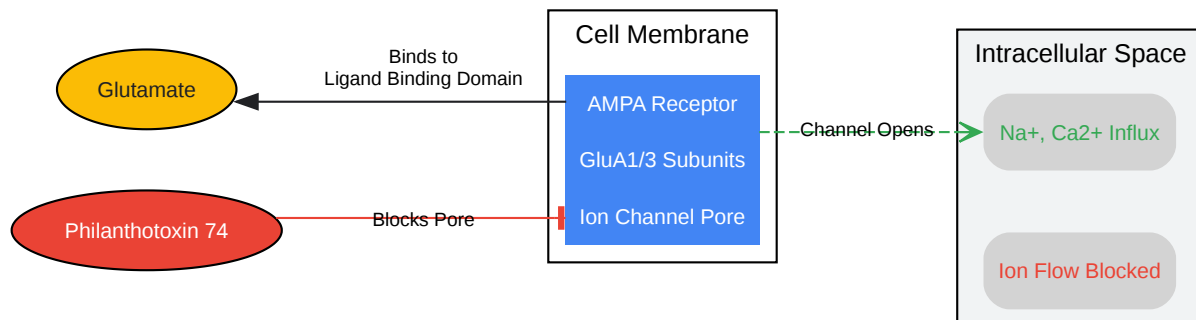 Cell Membrane
Glutamate
Binds to
Ligand Binding Domain
AMPA Receptor
GluA1/3 Subunits
Ion Channel Pore
Philanthotoxin 74
Blocks Pore
Channel Opens
Intracellular Space
Na+, Ca2+ Influx
Ion Flow Blocked